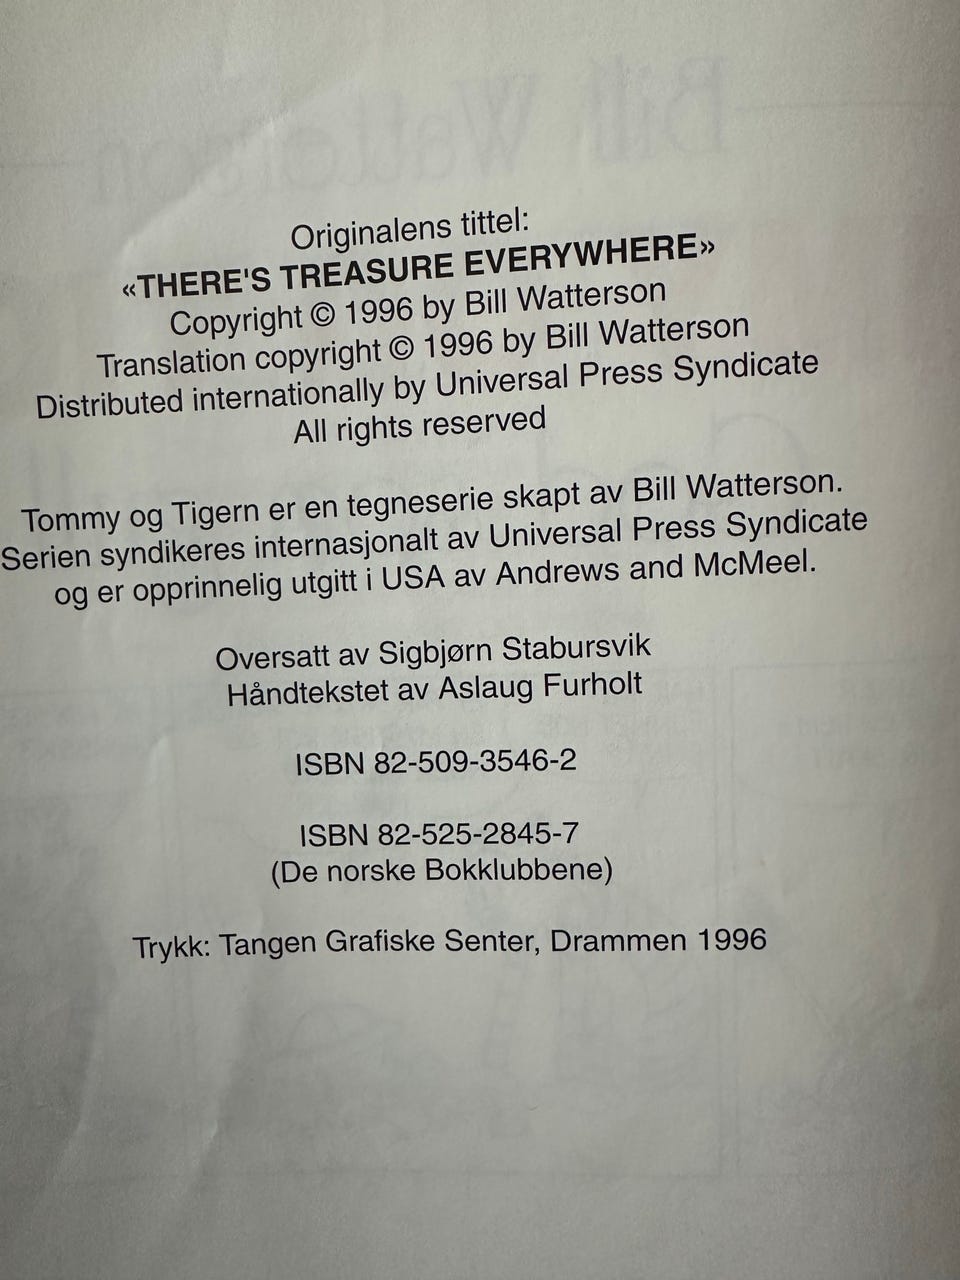 Originalens tittel:
«THERE'S TREASURE EVERYWHERE»
Copyright © 1996 by Bill Watterson
Translation copyright © 1996 by Bill Watterson
Distributed internationally by Universal Press Syndicate
All rights reserved
Tommy og Tigern er en tegneserie skapt av Bill Watterson.
Serien syndikeres internasjonalt av Universal Press Syndicate
og er opprinnelig utgitt i USA av Andrews and McMeel.
Oversatt av Sigbjørn Stabursvik
Håndtekstet av Aslaug Furholt
ISBN 82-509-3546-2
ISBN 82-525-2845-7
(De norske Bokklubbene)
Trykk: Tangen Grafiske Senter, Drammen 1996